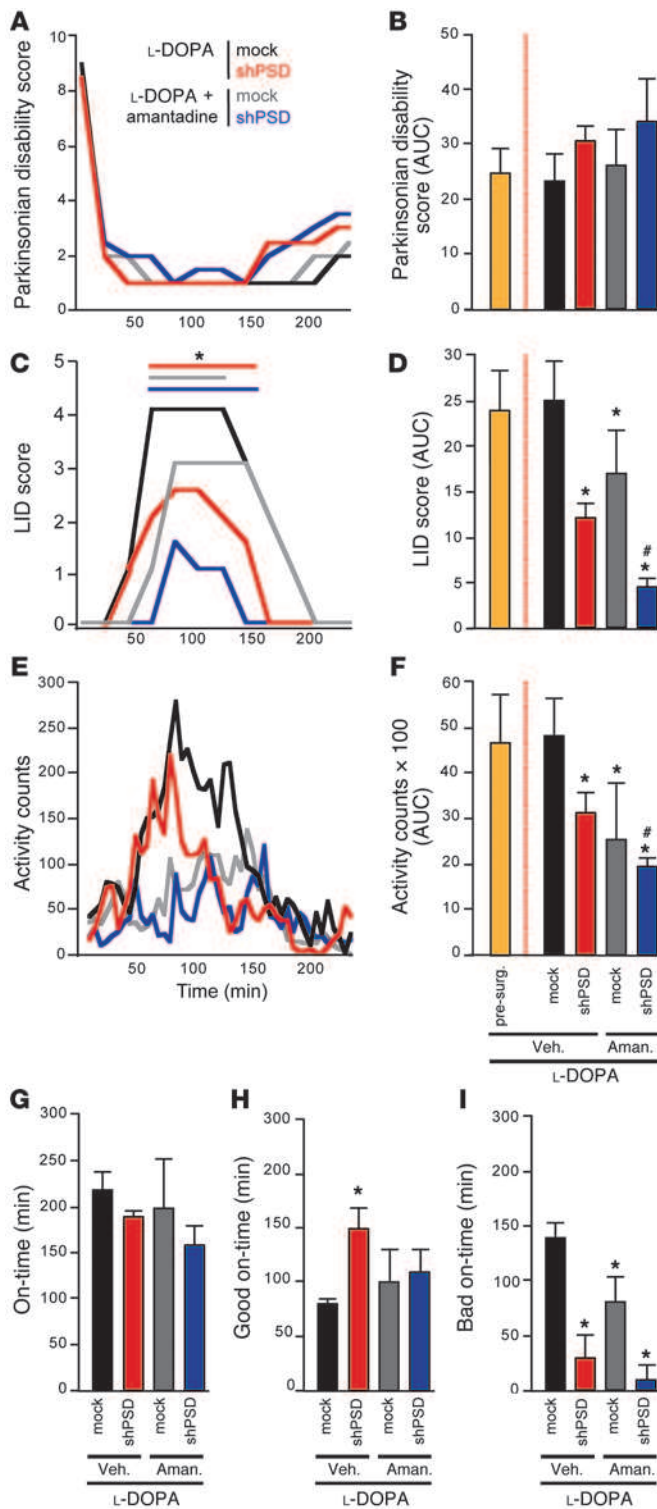 A
L-DOPA
mock
shPSD
L-DOPA +
amantadine
mock
shPSD
Parkinsonian disability score
10
8
6
4
2
0
50
100
150
200
B
Parkinsonian disability
score (AUC)
50
40
30
20
10
0
C
*
LID score
5
4
3
2
1
0
50
100
150
200
D
LID score (AUC)
30
25
20
15
10
5
0
*
*
#
*
E
Activity counts
300
250
200
150
100
50
0
50
100
150
200
Time (min)
F
Activity counts × 100
(AUC)
60
50
40
30
20
10
0
*
*
#
*
pre-surg.
mock
shPSD
mock
shPSD
Veh.
Aman.
L-DOPA
G
On-time (min)
300
250
200
150
100
50
0
mock
shPSD
mock
shPSD
Veh.
Aman.
L-DOPA
H
Good on-time (min)
300
200
150
100
50
0
*
mock
shPSD
mock
shPSD
Veh.
Aman.
L-DOPA
I
Bad on-time (min)
300
200
100
50
0
*
*
*
mock
shPSD
mock
shPSD
Veh.
Aman.
L-DOPA